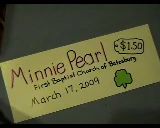 Minnie Pearl
-$1.50
First Baptist Church of Batesburg
March 17, 2009